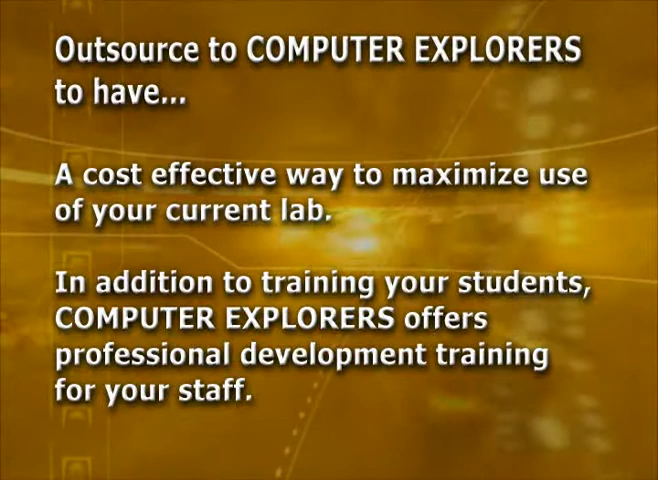 Outsource to COMPUTER EXPLORERS
to have...
A cost effective way to maximize use
of your current lab.
In addition to training your students,
COMPUTER EXPLORERS offers
professional development training
for your staff.